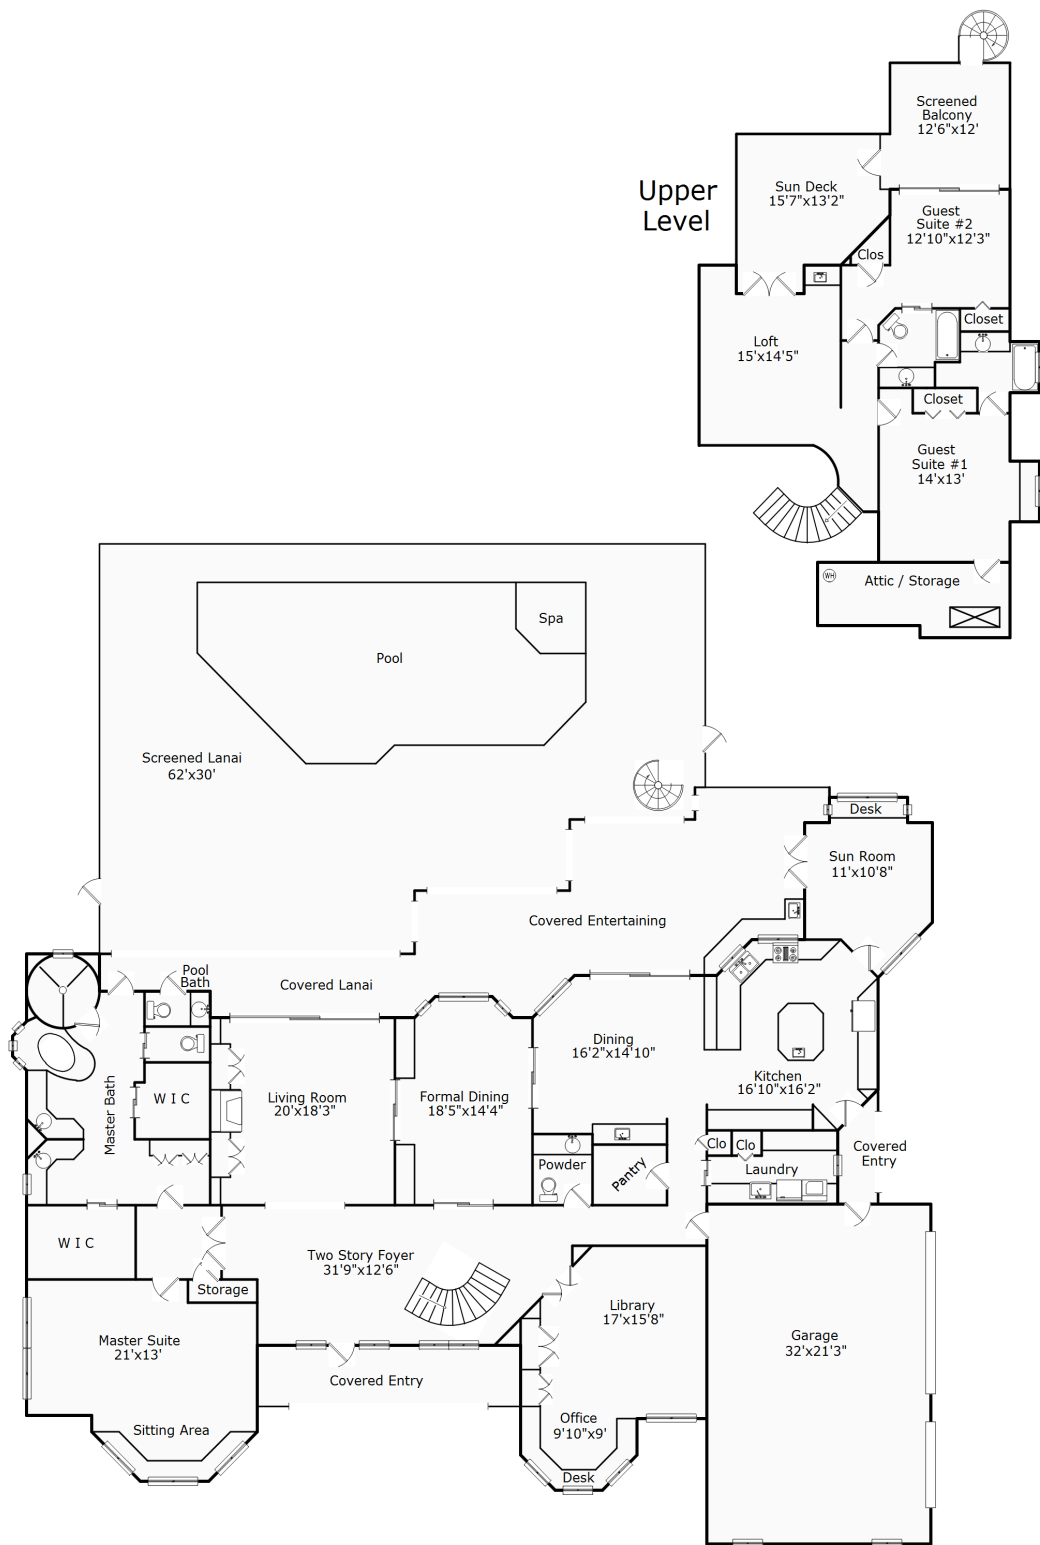 Screened
Balcony
12'6"x12'
Upper
Level
Sun Deck
15'7"x13'2"
Guest
Suite #2
12'10"x12'3"
Clos
Closet
Loft
15'x14'5"
Closet
Guest
Suite #1
14'x13'
WH
Attic / Storage
Spa
Pool
Screened Lanai
62'x30'
Desk
Sun Room
11'x10'8"
Covered Entertaining
Pool
Bath
Covered Lanai
Dining
16'2"x14'10"
Kitchen
16'10"x16'2"
Master Bath
W I C
Living Room
20'x18'3"
Formal Dining
18'5"x14'4"
Clo
Clo
Covered
Entry
Powder
Pantry
Laundry
W I C
Two Story Foyer
31'9"x12'6"
Storage
Library
17'x15'8"
Master Suite
21'x13'
Garage
32'x21'3"
Covered Entry
Sitting Area
Office
9'10"x9'
Desk